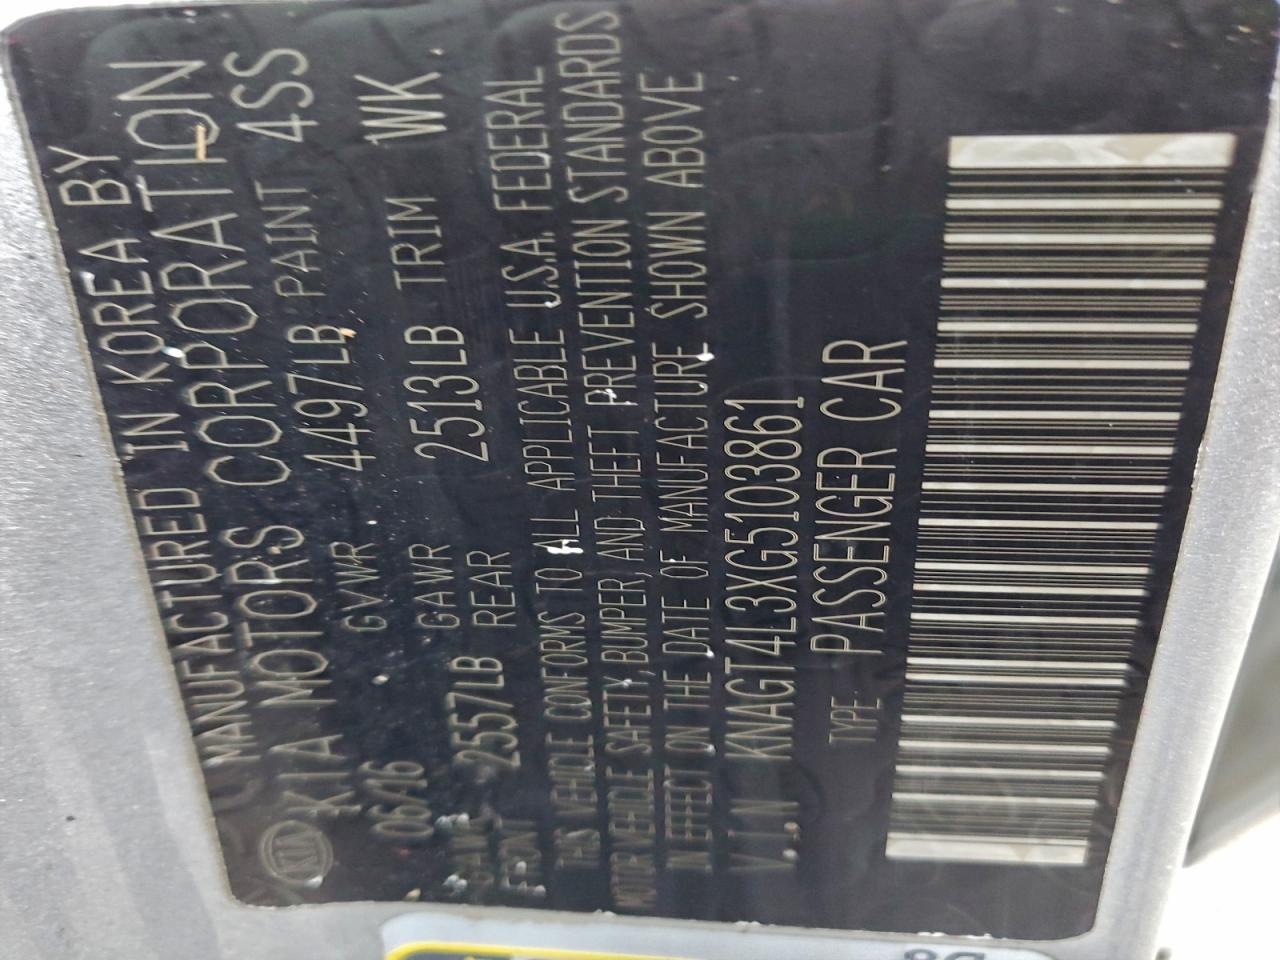 KIA
MANUFACTURED IN KOREA BY
KIA MOTORS CORPORATION
06/16 GVWR 4497LB PAINT 4SS
GAWR FRONT 2557LB GAWR REAR 2513LB TRIM WK
THIS VEHICLE CONFORMS TO ALL APPLICABLE U.S.A. FEDERAL
MOTOR VEHICLE SAFETY, BUMPER, AND THEFT PREVENTION STANDARDS
IN EFFECT ON THE DATE OF MANUFACTURE SHOWN ABOVE
V.I.N KNAGT4L3XG5103861
TYPE PASSENGER CAR